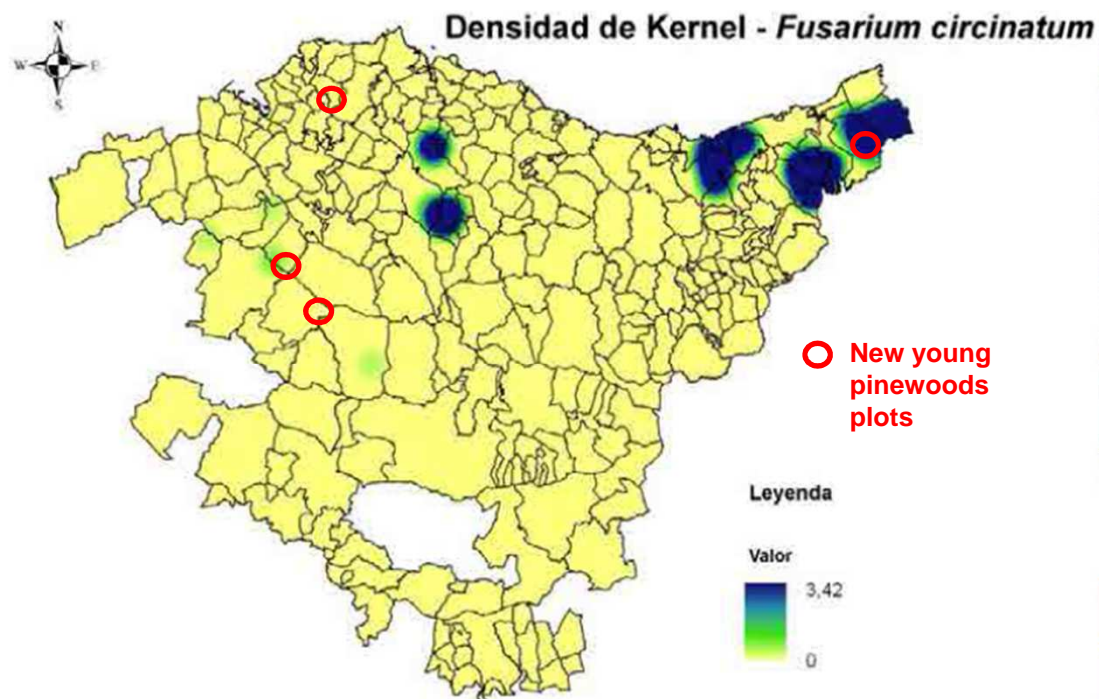 Densidad de Kernel - Fusarium circinatum
N
W
E
S
New young
pinewoods
plots
Leyenda
Valor
3,42
0